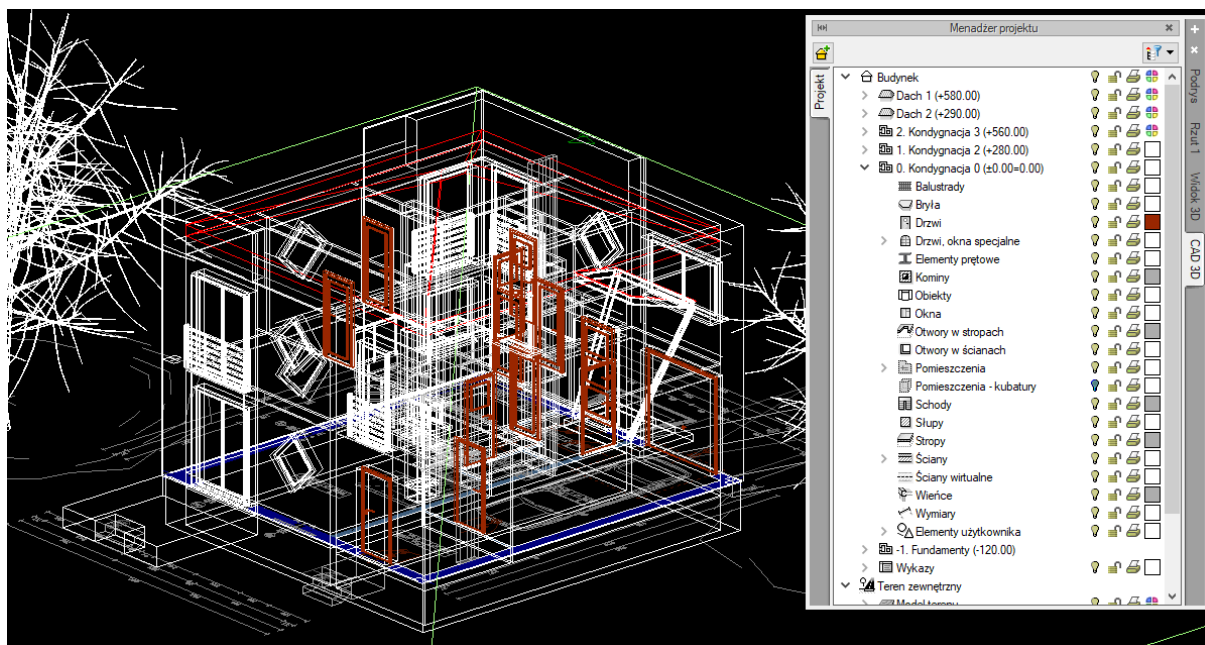 Menadżer projektu
Projekt
Budynek
Dach 1 (+580.00)
Dach 2 (+290.00)
2. Kondygnacja 3 (+560.00)
1. Kondygnacja 2 (+280.00)
0. Kondygnacja 0 (±0.00=0.00)
Balustrady
Bryła
Drzwi
Drzwi, okna specjalne
Elementy prętowe
Kominy
Obiekty
Okna
Otwory w stropach
Otwory w ścianach
Pomieszczenia
Pomieszczenia - kubatury
Schody
Słupy
Stropy
Ściany
Ściany wirtualne
Wieńce
Wymiary
Elementy użytkownika
-1. Fundamenty (-120.00)
Wykazy
Teren zewnętrzny
Model terenu
Podrys
Rzut 1
Widok 3D
CAD 3D